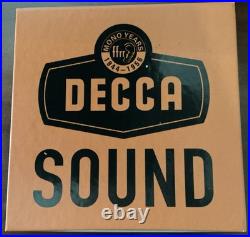 MONO YEARS
ffrr
1944-1956
DECCA
SOUND